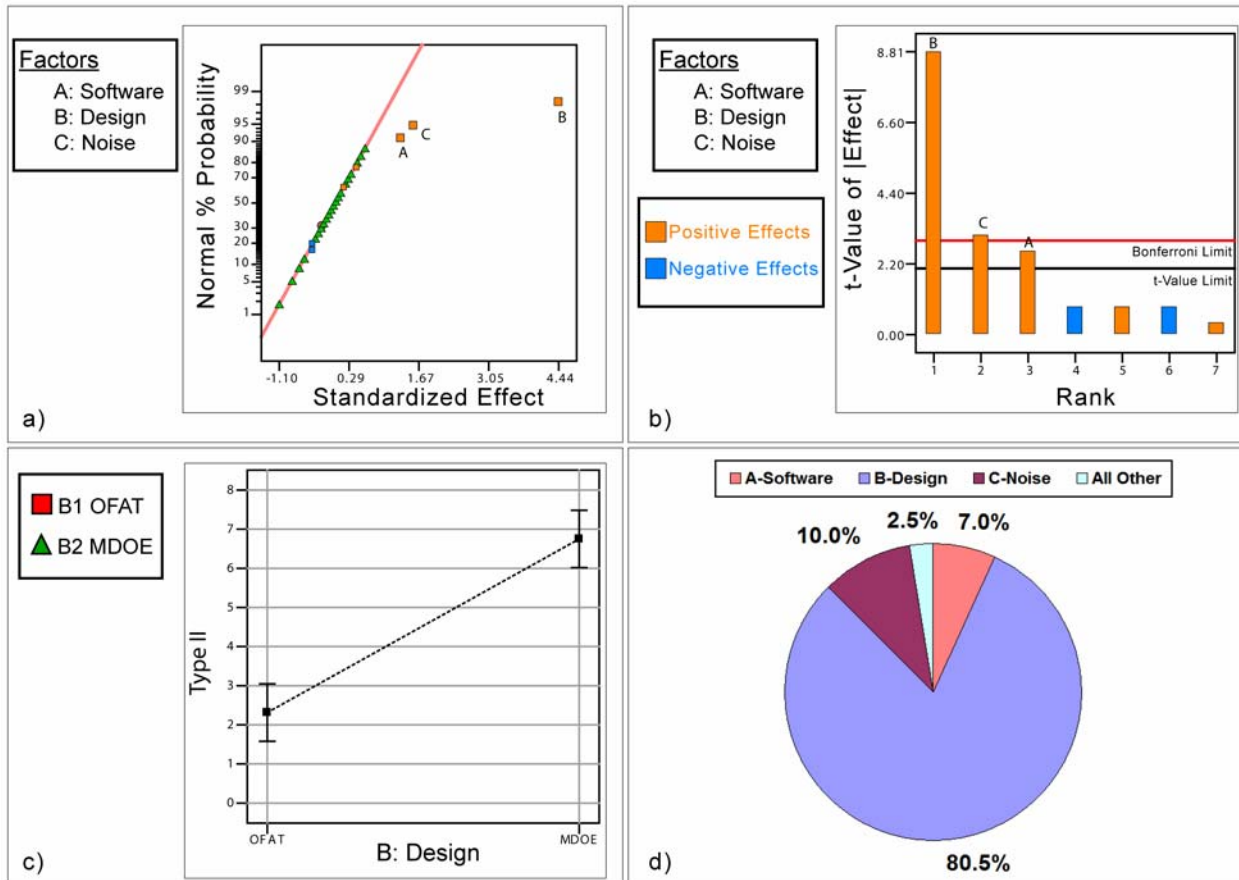 Factors
A: Software
B: Design
C: Noise
Normal % Probability
99
95
90
80
70
50
30
20
10
5
1
B
C
A
-1.10
0.29
1.67
3.05
4.44
Standardized Effect
a)
Factors
A: Software
B: Design
C: Noise
Positive Effects
Negative Effects
t-Value of |Effect|
8.81
6.60
4.40
2.20
0.00
B
C
A
Bonferroni Limit
t-Value Limit
1
2
3
4
5
6
7
Rank
b)
B1 OFAT
B2 MDOE
Type II
8
7
6
5
4
3
2
1
0
OFAT
MDOE
B: Design
c)
A-Software
B-Design
C-Noise
All Other
10.0%
2.5%
7.0%
80.5%
d)